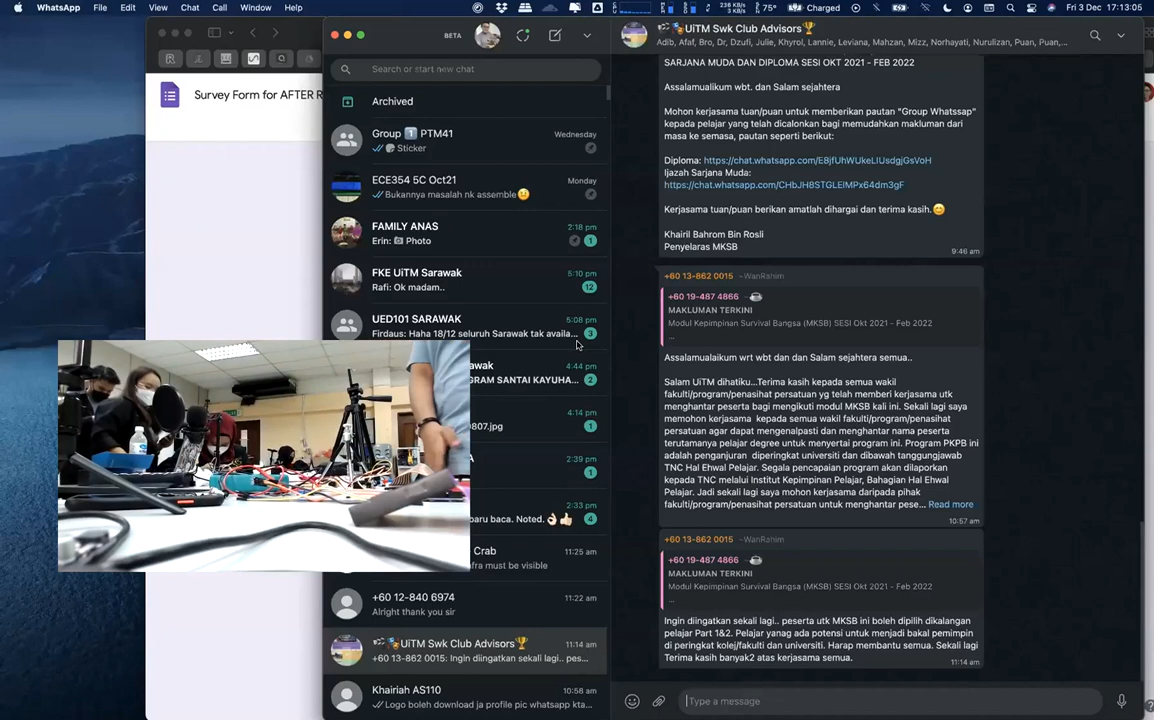 WhatsApp File Edit View Chat Call Window Help
236 KB/s
3 KB/s
75°
Charged
Fri 3 Dec 17:13:05
Survey Form for AFTER R
BETA
Search or start new chat
Archived
Group 1 PTM41
Wednesday
Sticker
ECE354 5C Oct21
Monday
Bukannya masalah nk assemble😕
FAMILY ANAS
2:18 pm
Erin: 📷 Photo
1
FKE UiTM Sarawak
5:10 pm
Rafi: Ok madam..
12
UED101 SARAWAK
5:08 pm
Firdaus: Haha 18/12 seluruh Sarawak tak availa...
3
awak
4:44 pm
GRAM SANTAI KAYUHA...
2
4:14 pm
0807.jpg
1
A
2:39 pm
1
2:33 pm
baru baca. Noted.👌🏻👍🏻
4
Crab
11:25 am
fra must be visible
+60 12-840 6974
11:22 am
Alright thank you sir
🎬🎭UiTM Swk Club Advisors🏆
11:14 am
+60 13-862 0015: Ingin diingatkan sekali lagi.. pes...
Khairiah AS110
10:58 am
Logo boleh download ja profile pic whatsapp kta...
🎬🎭UiTM Swk Club Advisors🏆
Adib, Afaf, Bro, Dr, Dzufi, Julie, Khyrol, Lannie, Leviana, Mahzan, Mizz, Norhayati, Nurulizan, Puan, Puan,...
SARJANA MUDA DAN DIPLOMA SESI OKT 2021 - FEB 2022
Assalamualikum wbt. dan Salam sejahtera
Mohon kerjasama tuan/puan untuk memberikan pautan "Group Whatssap"
kepada pelajar yang telah dicalonkan bagi memudahkan makluman dari
masa ke semasa, pautan seperti berikut:
Diploma: https://chat.whatsapp.com/E8jfUhWUkeLIUsdgjGsVoH
Ijazah Sarjana Muda:
https://chat.whatsapp.com/CHbJH8STGLElMPx64dm3gF
Kerjasama tuan/puan berikan amatlah dihargai dan terima kasih.😊
Khairil Bahrom Bin Rosli
Penyelaras MKSB
9:46 am
+60 13-862 0015 ~WanRahim
+60 19-487 4866 ~☕
MAKLUMAN TERKINI
Modul Kepimpinan Survival Bangsa (MKSB) SESI Okt 2021 - Feb 2022
...
Assalamualaikum wrt wbt dan dan Salam sejahtera semua..
Salam UiTM dihatiku...Terima kasih kepada semua wakil
fakulti/program/penasihat persatuan yg telah memberi kerjasama utk
menghantar peserta bagi mengikuti modul MKSB kali ini. Sekali lagi saya
memohon kerjasama kepada semua wakil fakulti/program/penasihat
persatuan agar dapat mengenalpasti dan menghantar nama peserta
terutamanya pelajar degree untuk menyertai program ini. Program PKPB ini
adalah penganjuran diperingkat universiti dan dibawah tanggungjawab
TNC Hal Ehwal Pelajar. Segala pencapaian program akan dilaporkan
kepada TNC melalui Institut Kepimpinan Pelajar, Bahagian Hal Ehwal
Pelajar. Jadi sekali lagi saya mohon kerjasama daripada pihak
fakulti/program/penasihat persatuan untuk menghantar pese... Read more
10:57 am
+60 13-862 0015 ~WanRahim
+60 19-487 4866 ~☕
MAKLUMAN TERKINI
Modul Kepimpinan Survival Bangsa (MKSB) SESI Okt 2021 - Feb 2022
...
Ingin diingatkan sekali lagi.. peserta utk MKSB ini boleh dipilih dikalangan
pelajar Part 1&2. Pelajar yanag ada potensi untuk menjadi bakal pemimpin
di peringkat kolej/fakulti dan universiti. Harap membantu semua. Sekali lagi
Terima kasih banyak2 atas kerjasama semua.
11:14 am
Type a message